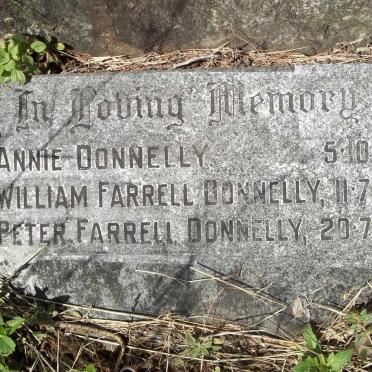 In Loving Memory
ANNIE DONNELLY. 5·10
WILLIAM FARRELL DONNELLY, 11·7
PETER FARRELL DONNELLY, 20·7